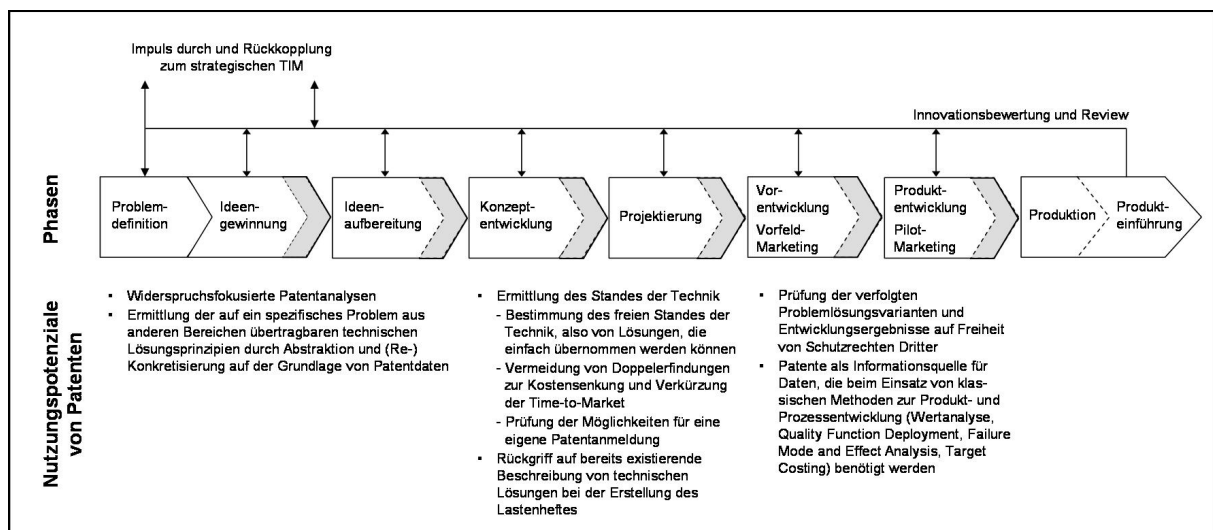 Impuls durch und Rückkopplung
zum strategischen TIM
Innovationsbewertung und Review
Phasen
Problem-
definition
Ideen-
gewinnung
Ideen-
aufbereitung
Konzept-
entwicklung
Projektierung
Vor-
entwicklung
Vorfeld-
Marketing
Produkt-
entwicklung
Pilot-
Marketing
Produktion
Produkt-
einführung
Nutzungspotenziale
von Patenten
▪ Widerspruchsfokusierte Patentanalysen
▪ Ermittlung der auf ein spezifisches Problem aus
anderen Bereichen übertragbaren technischen
Lösungsprinzipien durch Abstraktion und (Re-)
Konkretisierung auf der Grundlage von Patentdaten
▪ Ermittlung des Standes der Technik
- Bestimmung des freien Standes der
Technik, also von Lösungen, die
einfach übernommen werden können
- Vermeidung von Doppelerfindungen
zur Kostensenkung und Verkürzung
der Time-to-Market
- Prüfung der Möglichkeiten für eine
eigene Patentanmeldung
▪ Rückgriff auf bereits existierende
Beschreibung von technischen
Lösungen bei der Erstellung des
Lastenheftes
▪ Prüfung der verfolgten
Problemlösungsvarianten und
Entwicklungsergebnisse auf Freiheit
von Schutzrechten Dritter
▪ Patente als Informationsquelle für
Daten, die beim Einsatz von klas-
sischen Methoden zur Produkt- und
Prozessentwicklung (Wertanalyse,
Quality Function Deployment, Failure
Mode and Effect Analysis, Target
Costing) benötigt werden